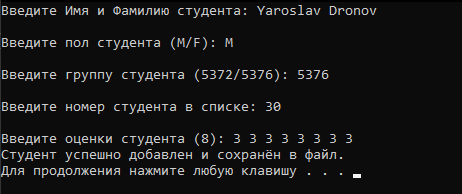 Введите Имя и Фамилию студента: Yaroslav Dronov
Введите пол студента (M/F): M
Введите группу студента (5372/5376): 5376
Введите номер студента в списке: 30
Введите оценки студента (8): 3 3 3 3 3 3 3 3
Студент успешно добавлен и сохранён в файл.
Для продолжения нажмите любую клавишу . . .